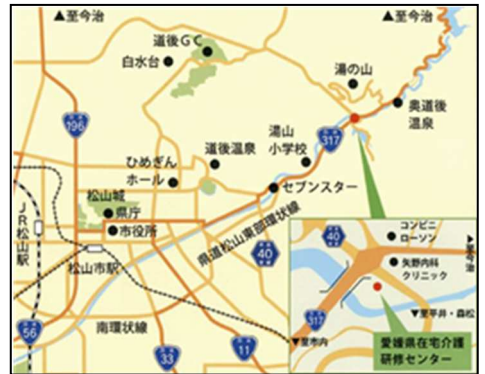 ▲至今治
▲至今治
道後GC
白水台
湯の山
奥道後
温泉
196
317
湯山
小学校
道後温泉
ひめぎん
ホール
セブンスター
松山城
県庁
市役所
JR松山駅
松山市駅
県道松山東部環状線
40
南環状線
56
33
11
40
コンビニ
ローソン
▲至今治
矢野内科
クリニック
317
▼至市内
▼至平井・森松
愛媛県在宅介護
研修センター